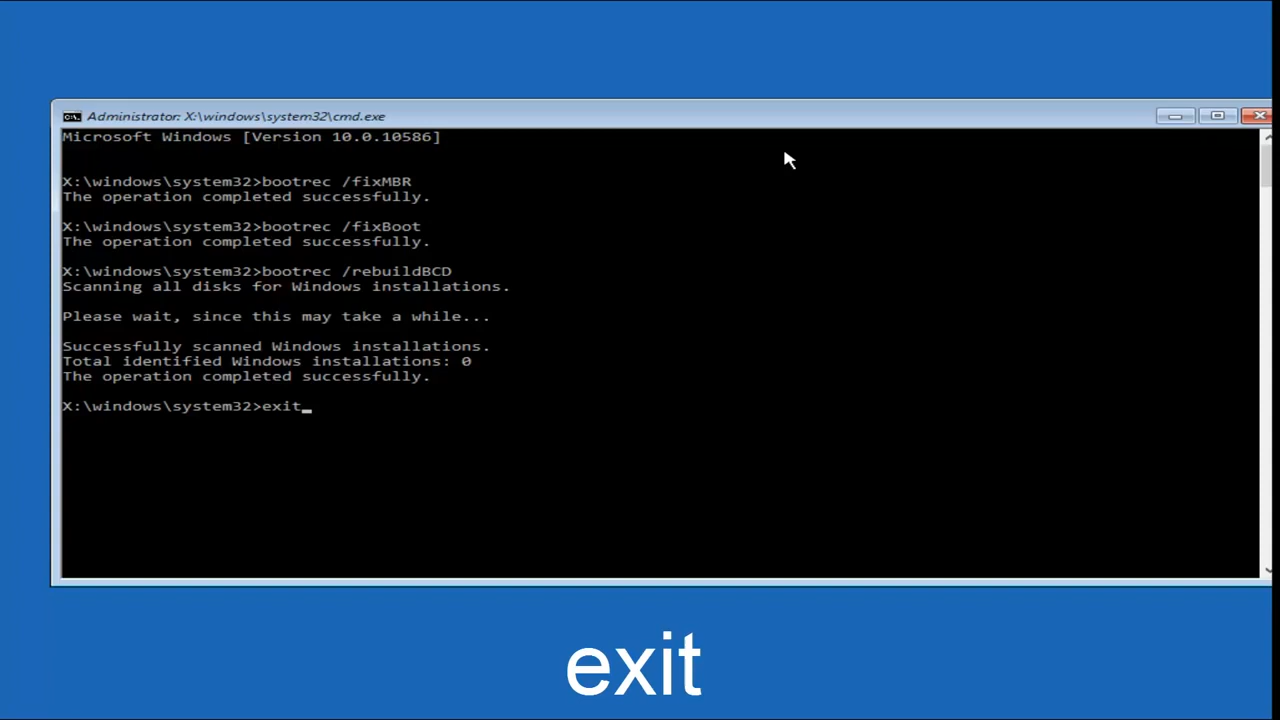 Administrator: X:\windows\system32\cmd.exe
Microsoft Windows [Version 10.0.10586]
X:\windows\system32>bootrec /fixMBR
The operation completed successfully.
X:\windows\system32>bootrec /fixBoot
The operation completed successfully.
X:\windows\system32>bootrec /rebuildBCD
Scanning all disks for Windows installations.
Please wait, since this may take a while...
Successfully scanned Windows installations.
Total identified Windows installations: 0
The operation completed successfully.
X:\windows\system32>exit_
exit